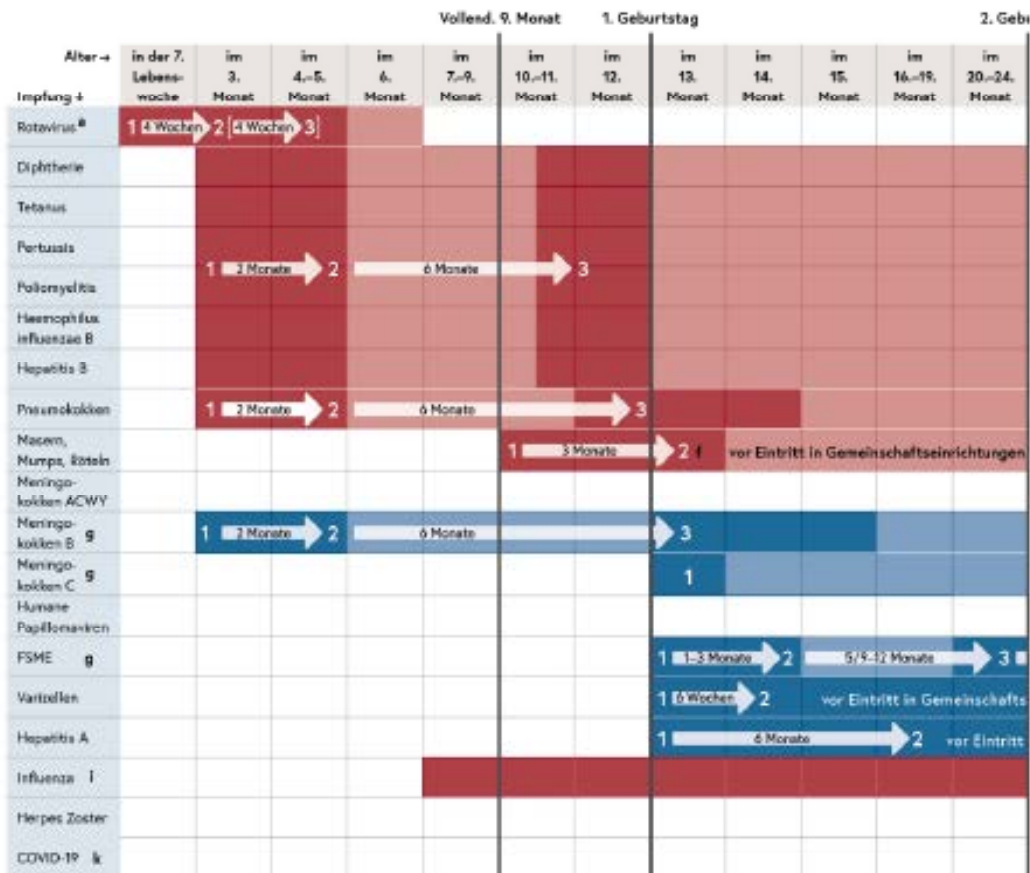 Vollend. 9. Monat 1. Geburtstag 2. Gebu
Alter→ in der 7. im im im im im im im im im im im
Lebens- 3. 4.–5. 6. 7.–9. 10.–11. 12. 13. 14. 15. 16.–19. 20.–24.
Impfung↓ woche Monat Monat Monat Monat Monat Monat Monat Monat Monat Monat Monat
Rotavirus a 1 4 Wochen 2 [4 Wochen 3]
Diphtherie
Tetanus
Pertussis
1 2 Monate 2 6 Monate 3
Poliomyelitis
Haemophilus
influenzae B
Hepatitis B
Pneumokokken 1 2 Monate 2 6 Monate 3
Masern,
Mumps, Röteln 1 3 Monate 2 f vor Eintritt in Gemeinschaftseinrichtungen
Meningo-
kokken ACWY
Meningo-
kokken B g 1 2 Monate 2 6 Monate 3
Meningo-
kokken C g 1
Humane
Papillomaviren
FSME g 1 1–3 Monate 2 5/9–12 Monate 3
Varizellen 1 6 Wochen 2 vor Eintritt in Gemeinschafts
Hepatitis A 1 6 Monate 2 vor Eintritt
Influenza i
Herpes Zoster
COVID-19 k